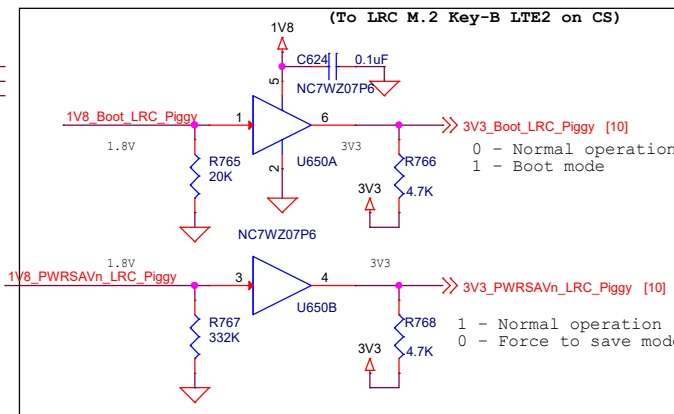 (To LRC M.2 Key-B LTE2 on CS)
1V8
C624 0.1uF
5
NC7WZ07P6
1V8_Boot_LRC_Piggy 1 6 3V3_Boot_LRC_Piggy [10]
1.8V 3V3
0 - Normal operation
1 - Boot mode
R765
20K
2
U650A
R766
4.7K
3V3
NC7WZ07P6
1.8V 3V3
1V8_PWRSAVn_LRC_Piggy 3 4 3V3_PWRSAVn_LRC_Piggy [10]
U650B
R767
332K
R768
4.7K
3V3
1 - Normal operation
0 - Force to save mode